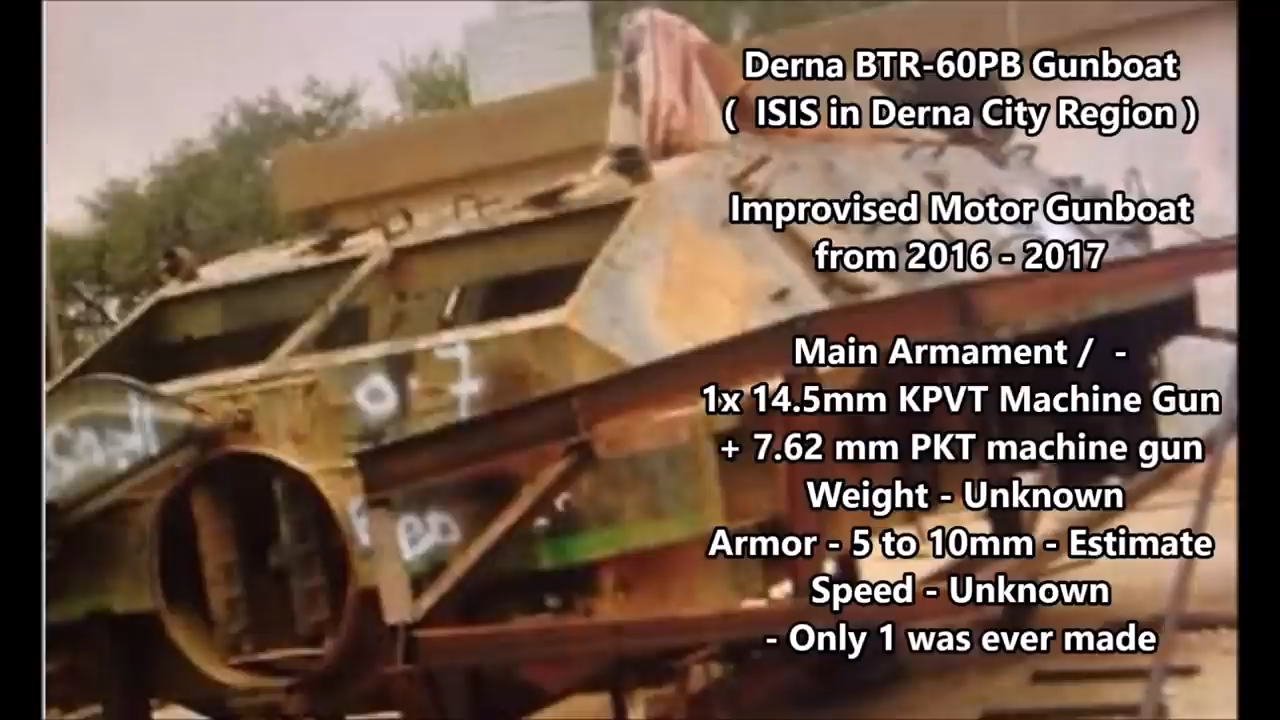 Derna BTR-60PB Gunboat
( ISIS in Derna City Region )
Improvised Motor Gunboat
from 2016 - 2017
Main Armament / -
1x 14.5mm KPVT Machine Gun
+ 7.62 mm PKT machine gun
Weight - Unknown
Armor - 5 to 10mm - Estimate
Speed - Unknown
- Only 1 was ever made
0 7